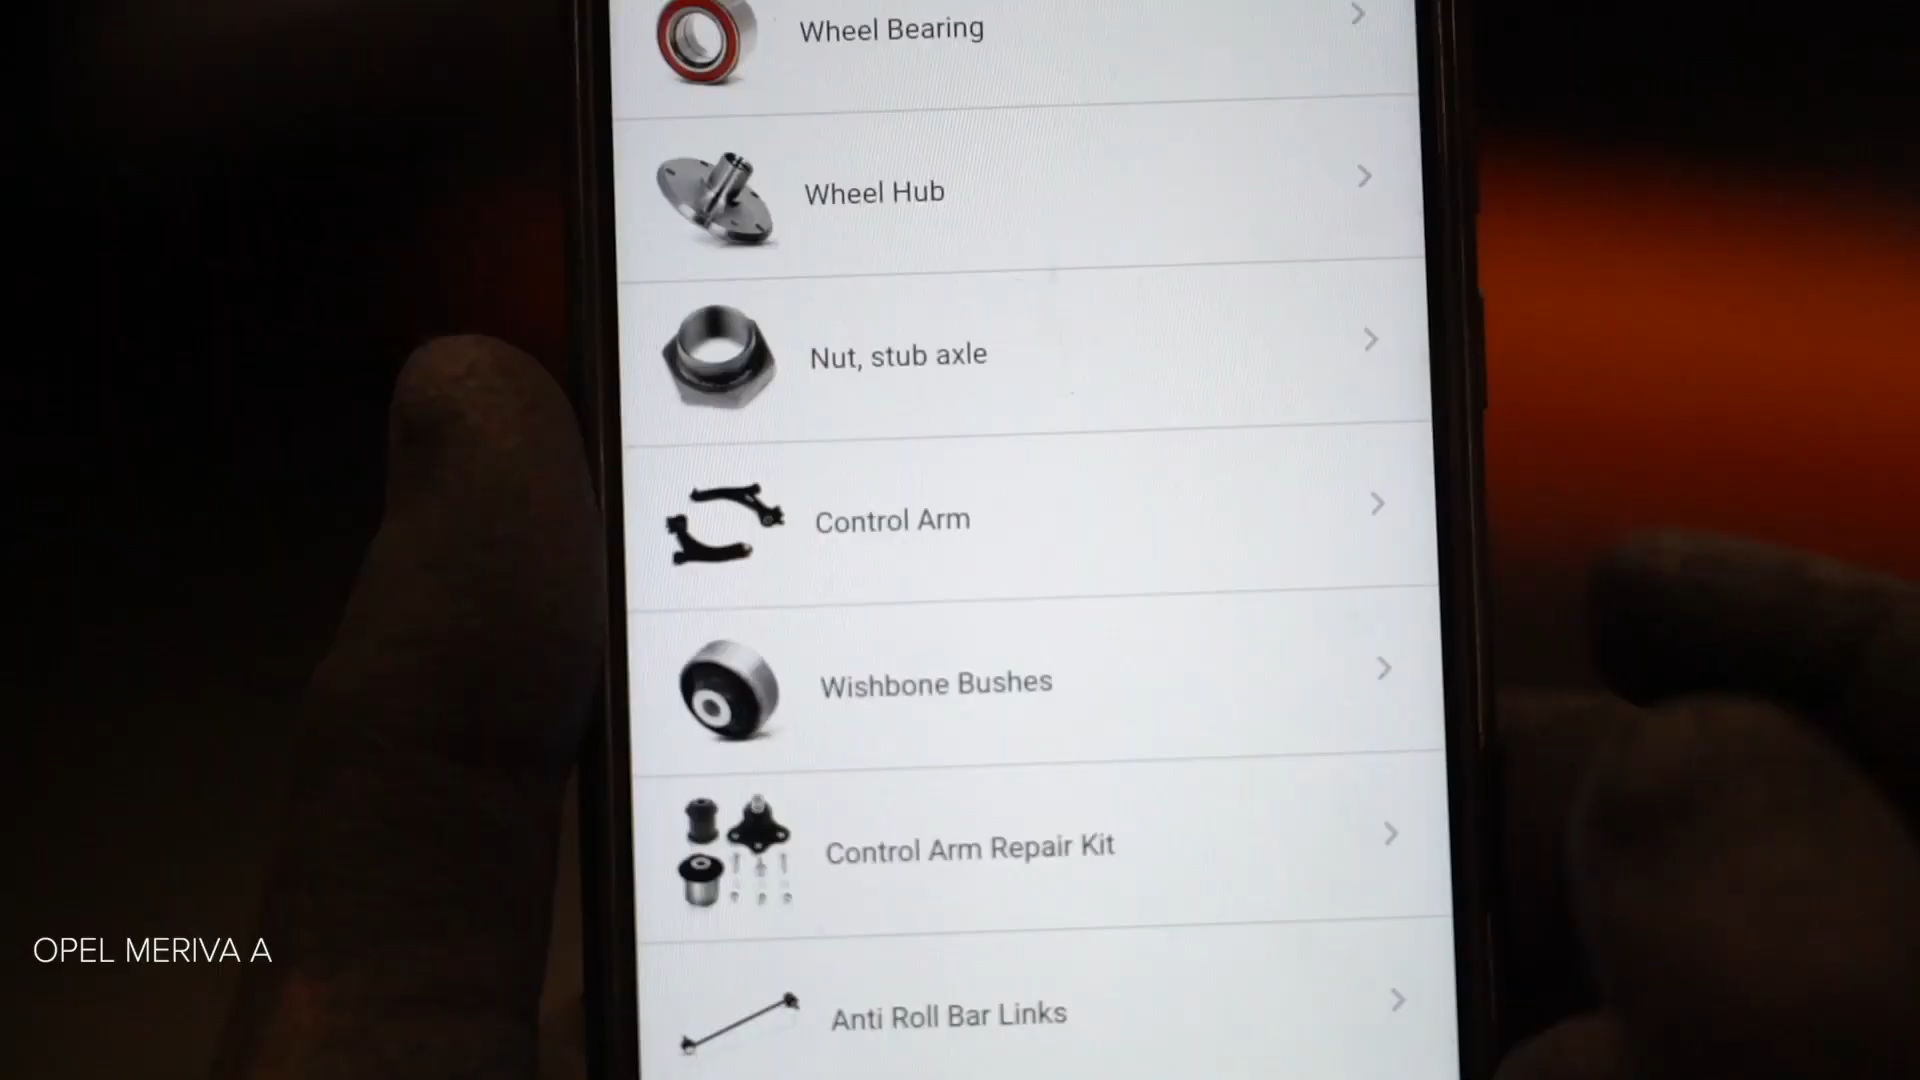 Wheel Bearing
Wheel Hub
Nut, stub axle
Control Arm
Wishbone Bushes
Control Arm Repair Kit
Anti Roll Bar Links
OPEL MERIVA A